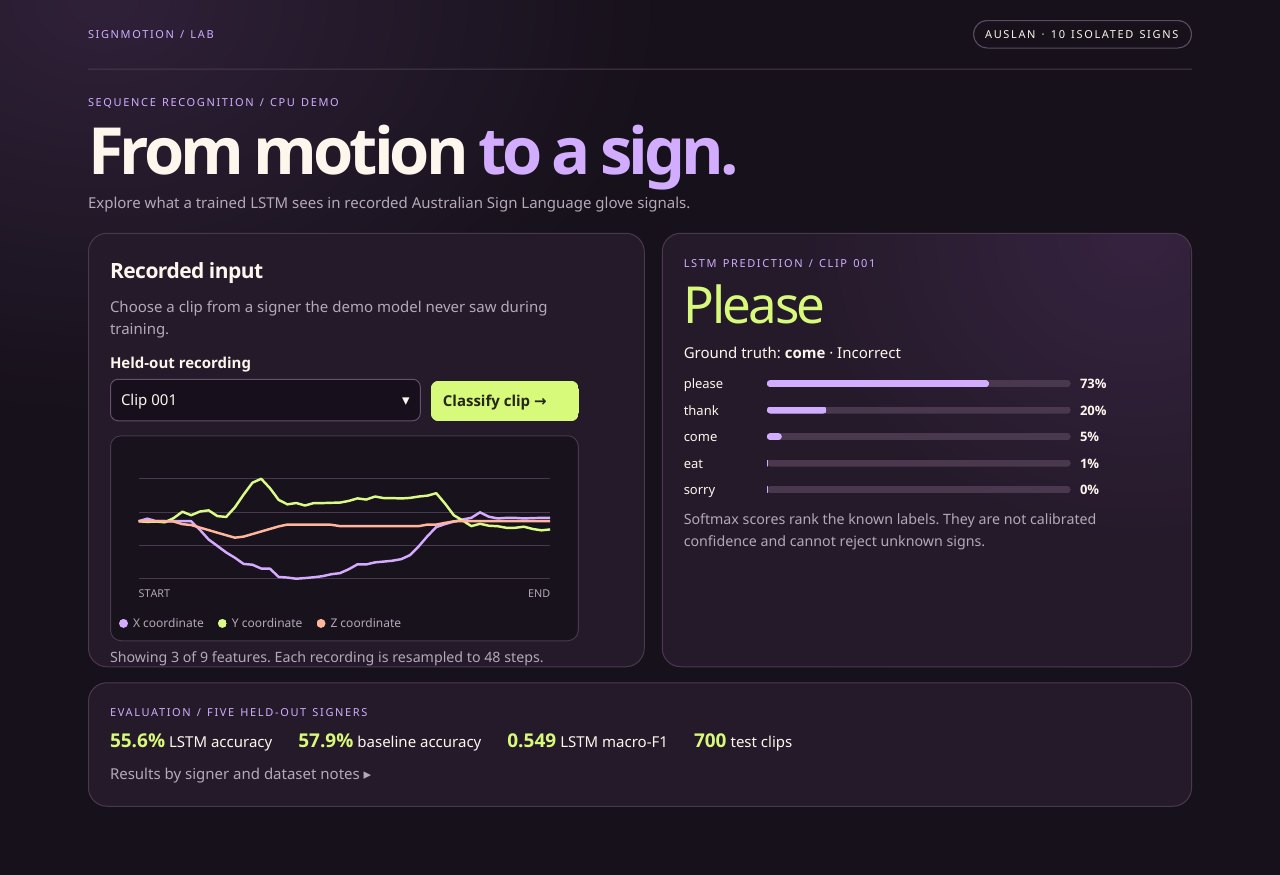 SIGNMOTION / LAB
AUSLAN · 10 ISOLATED SIGNS
SEQUENCE RECOGNITION / CPU DEMO
From motion to a sign.
Explore what a trained LSTM sees in recorded Australian Sign Language glove signals.
Recorded input
Choose a clip from a signer the demo model never saw during
training.
Held-out recording
Clip 001 ▾
Classify clip →
START
END
X coordinate
Y coordinate
Z coordinate
Showing 3 of 9 features. Each recording is resampled to 48 steps.
LSTM PREDICTION / CLIP 001
Please
Ground truth: come · Incorrect
please 73%
thank 20%
come 5%
eat 1%
sorry 0%
Softmax scores rank the known labels. They are not calibrated
confidence and cannot reject unknown signs.
EVALUATION / FIVE HELD-OUT SIGNERS
55.6% LSTM accuracy 57.9% baseline accuracy 0.549 LSTM macro-F1 700 test clips
Results by signer and dataset notes ▸